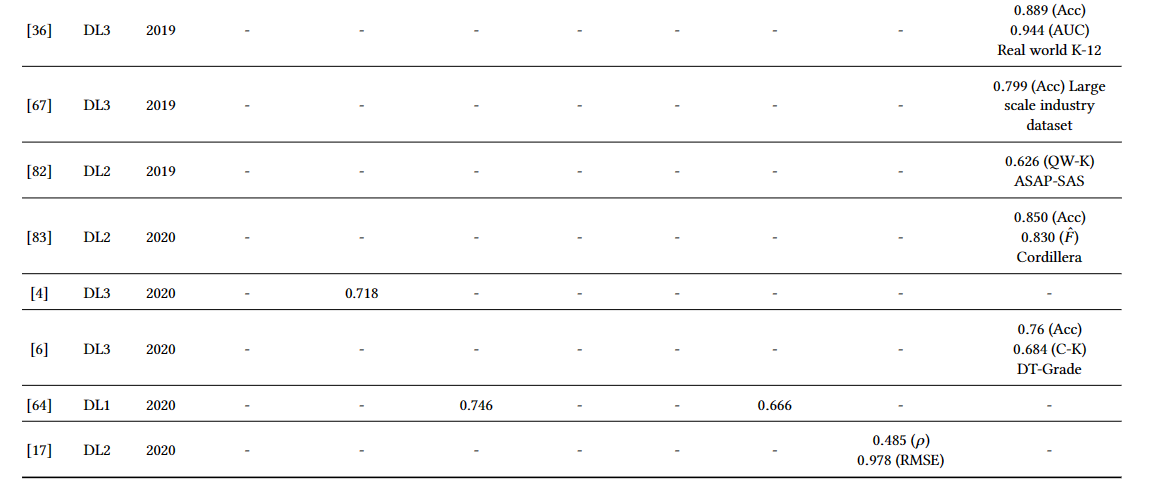 0.889 (Acc)
0.944 (AUC)
[36] DL3 2019 - - - - - - - Real world K-12
0.799 (Acc) Large
[67] DL3 2019 - - - - - - - scale industry
dataset
[82] DL2 2019 - - - - - - - 0.626 (QW-K)
ASAP-SAS
0.850 (Acc)
[83] DL2 2020 - - - - - - - 0.830 (F̂)
Cordillera
[4] DL3 2020 - 0.718 - - - - - -
0.76 (Acc)
[6] DL3 2020 - - - - - - - 0.684 (C-K)
DT-Grade
[64] DL1 2020 - - 0.746 - - 0.666 - -
[17] DL2 2020 - - - - - - 0.485 (ρ) -
0.978 (RMSE)